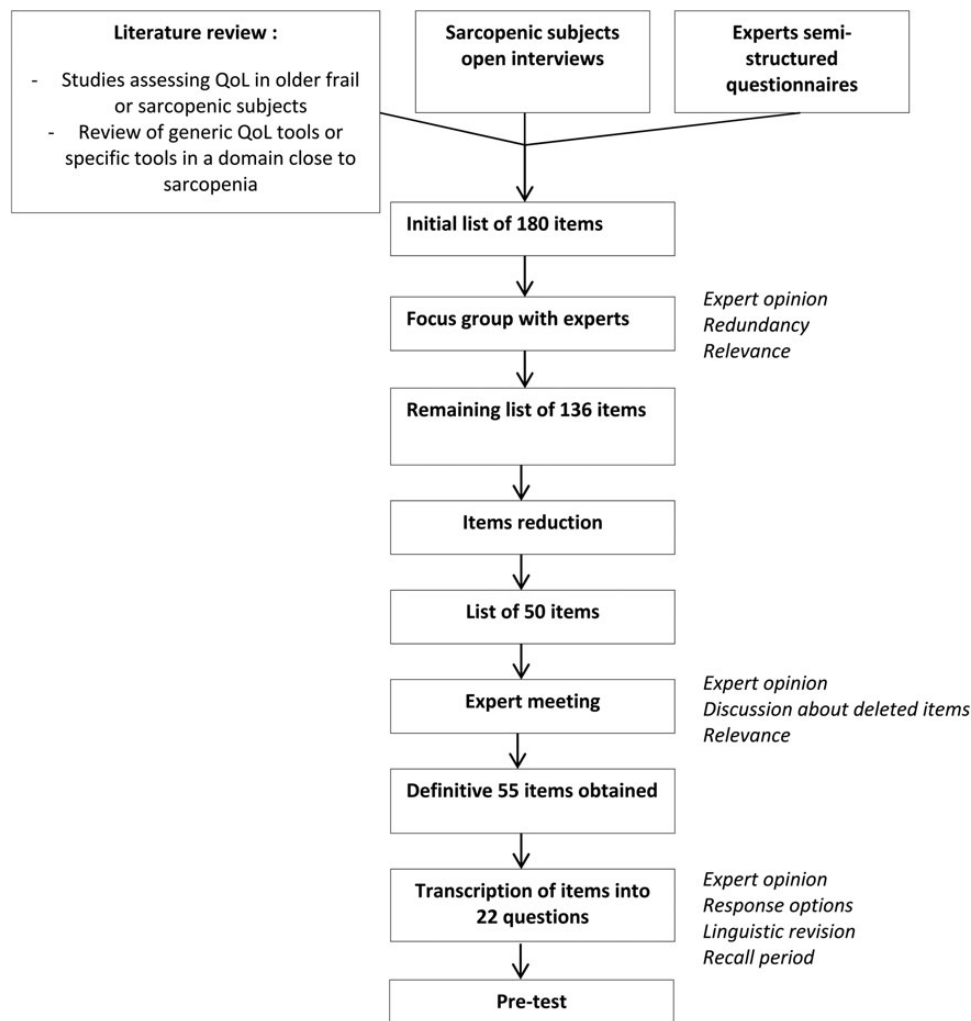 Literature review :
- Studies assessing QoL in older frail
or sarcopenic subjects
- Review of generic QoL tools or
specific tools in a domain close to
sarcopenia
Sarcopenic subjects
open interviews
Experts semi-
structured
questionnaires
Initial list of 180 items
Focus group with experts
Expert opinion
Redundancy
Relevance
Remaining list of 136 items
Items reduction
List of 50 items
Expert meeting
Expert opinion
Discussion about deleted items
Relevance
Definitive 55 items obtained
Transcription of items into
22 questions
Expert opinion
Response options
Linguistic revision
Recall period
Pre-test